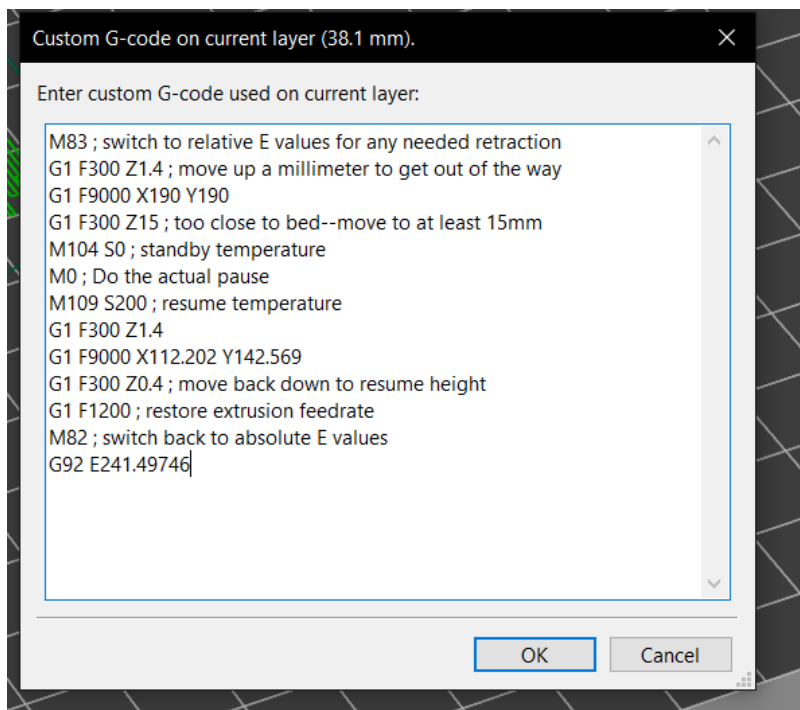 Custom G-code on current layer (38.1 mm).
Enter custom G-code used on current layer:
M83 ; switch to relative E values for any needed retraction
G1 F300 Z1.4 ; move up a millimeter to get out of the way
G1 F9000 X190 Y190
G1 F300 Z15 ; too close to bed--move to at least 15mm
M104 S0 ; standby temperature
M0 ; Do the actual pause
M109 S200 ; resume temperature
G1 F300 Z1.4
G1 F9000 X112.202 Y142.569
G1 F300 Z0.4 ; move back down to resume height
G1 F1200 ; restore extrusion feedrate
M82 ; switch back to absolute E values
G92 E241.49746
OK Cancel